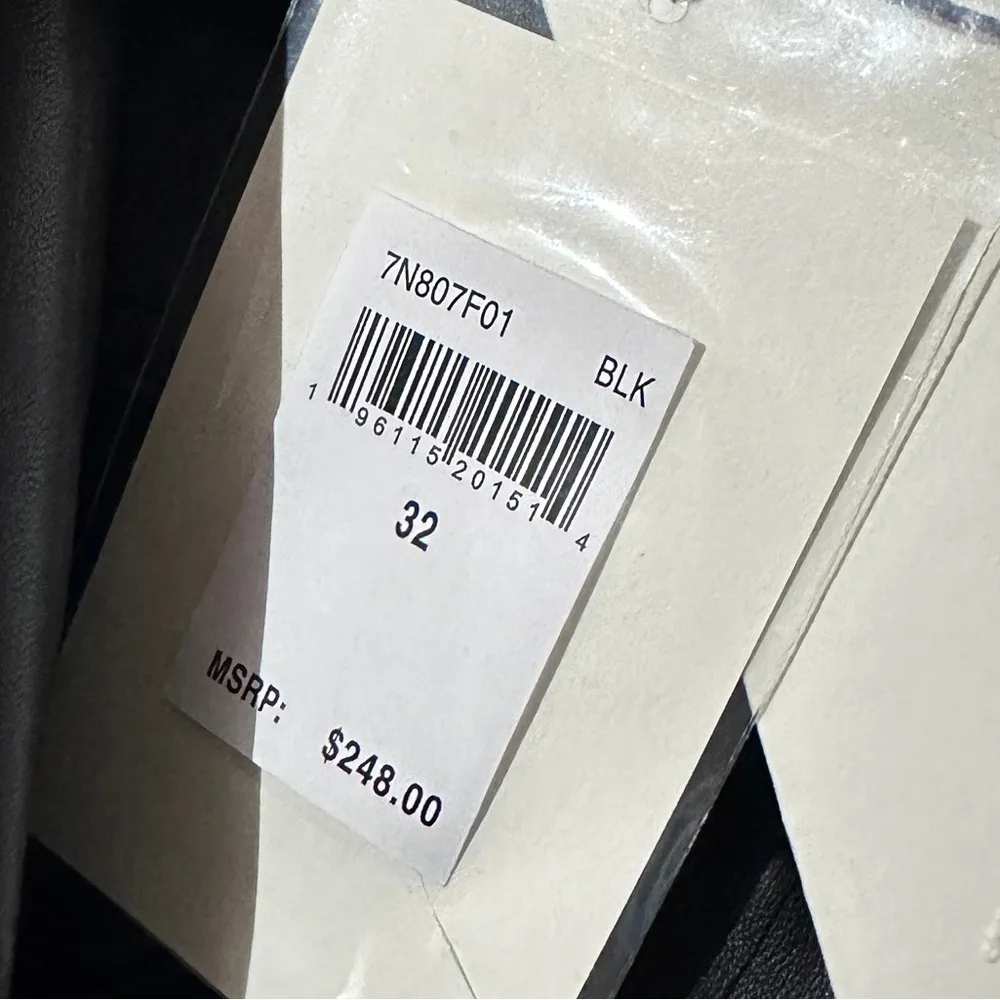 7N807F01
BLK
1 96115 20151 4
32
MSRP:
$248.00